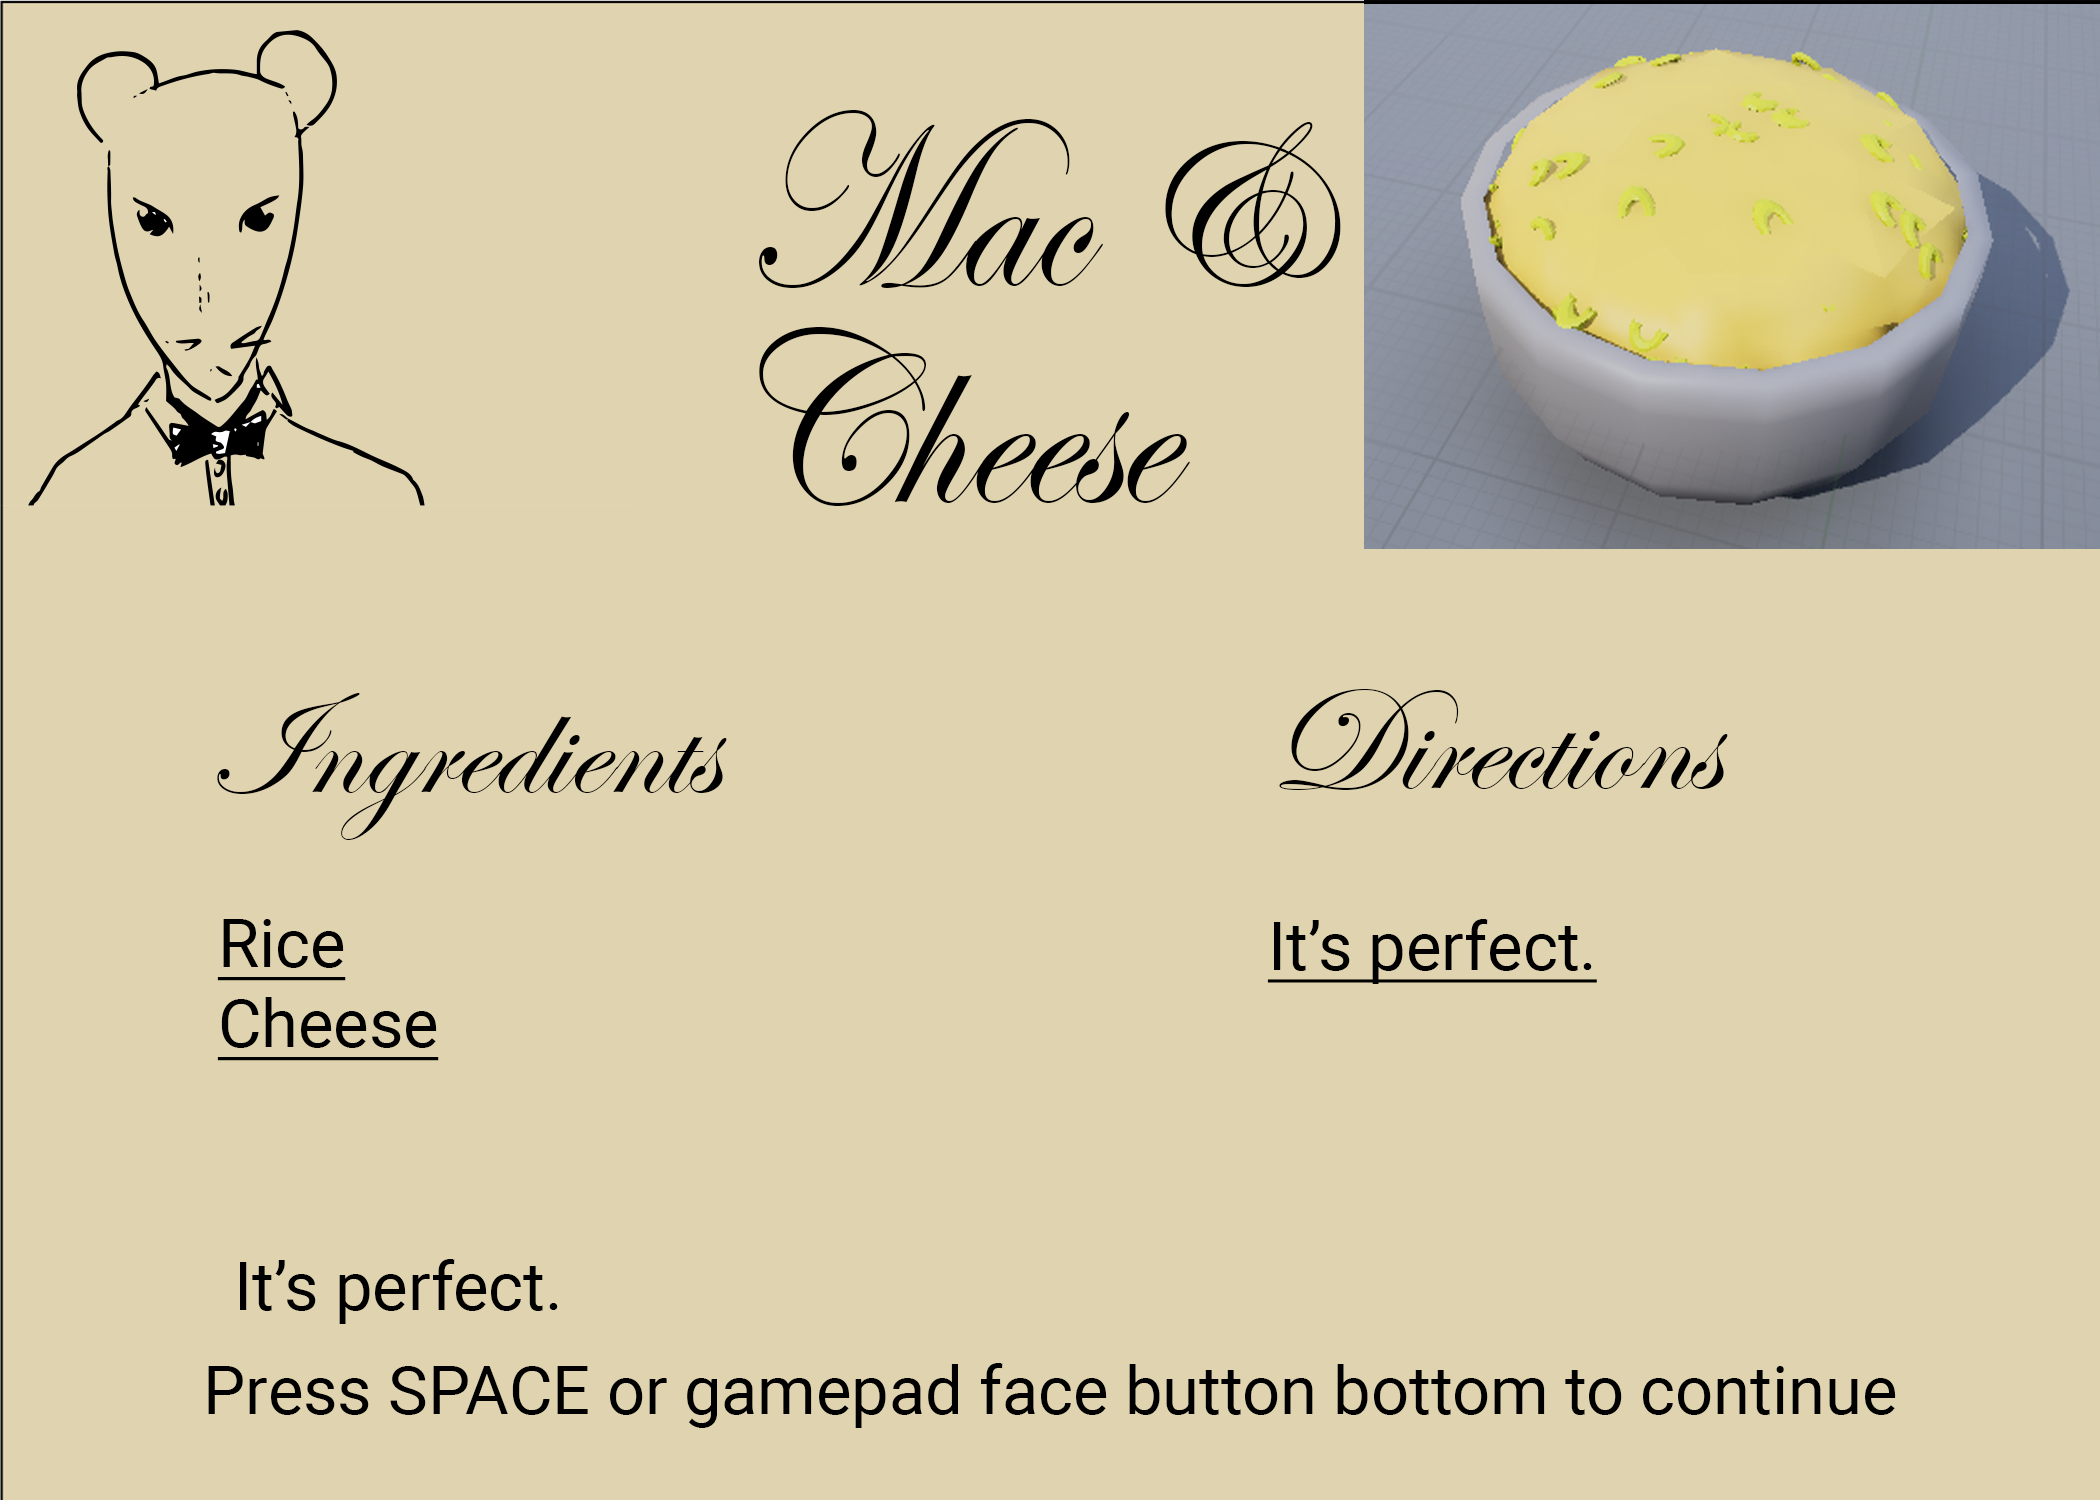 Mac &
Cheese
Ingredients
Directions
Rice
Cheese
It’s perfect.
It’s perfect.
Press SPACE or gamepad face button bottom to continue